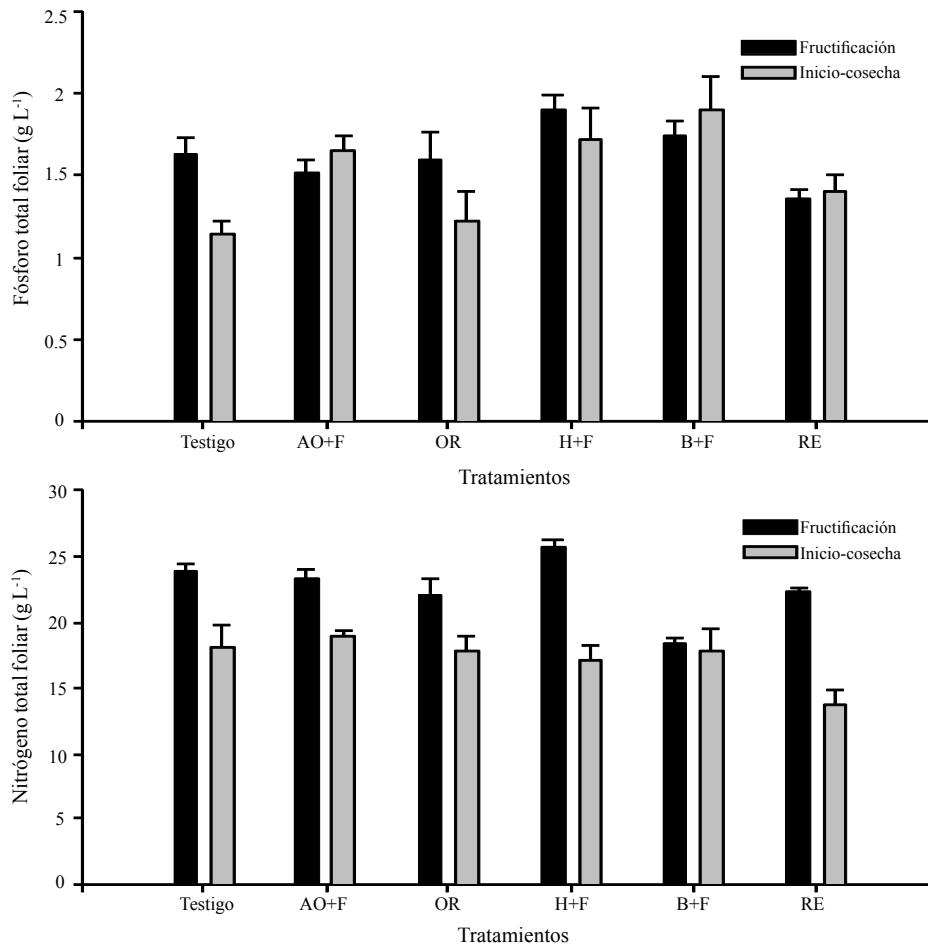 2.5
2
1.5
1
0.5
0
Fósforo total foliar (g L-1)
Fructificación
Inicio-cosecha
Testigo AO+F OR H+F B+F RE
Tratamientos
30
25
20
15
10
5
0
Nitrógeno total foliar (g L-1)
Fructificación
Inicio-cosecha
Testigo AO+F OR H+F B+F RE
Tratamientos